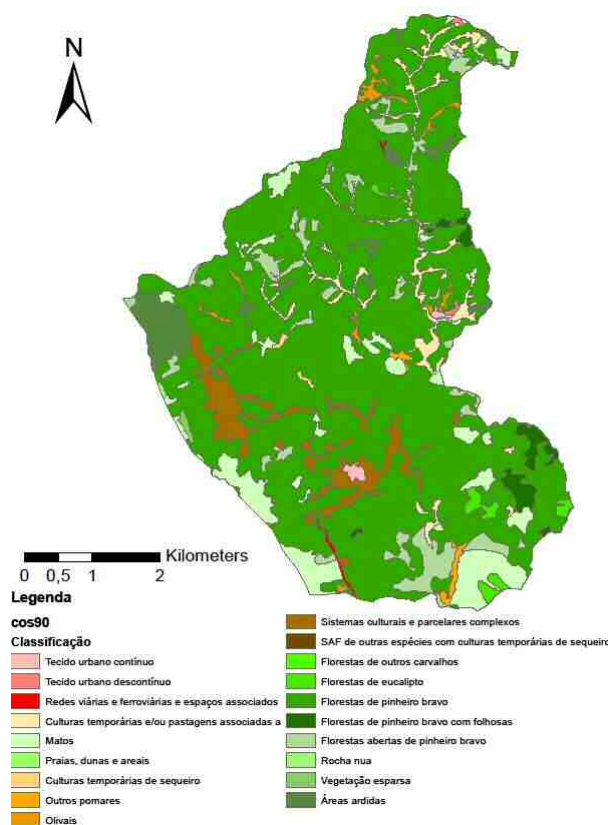 N
Kilometers
0 0,5 1 2
Legenda
cos90
Classificação
Tecido urbano contínuo
Tecido urbano descontínuo
Redes viárias e ferroviárias e espaços associados
Culturas temporárias e/ou pastagens associadas a
Matos
Praias, dunas e areais
Culturas temporárias de sequeiro
Outros pomares
Olivais
Sistemas culturais e parcelares complexos
SAF de outras espécies com culturas temporárias de sequeiro
Florestas de outros carvalhos
Florestas de eucalipto
Florestas de pinheiro bravo
Florestas de pinheiro bravo com folhosas
Florestas abertas de pinheiro bravo
Rocha nua
Vegetação esparsa
Áreas ardidas